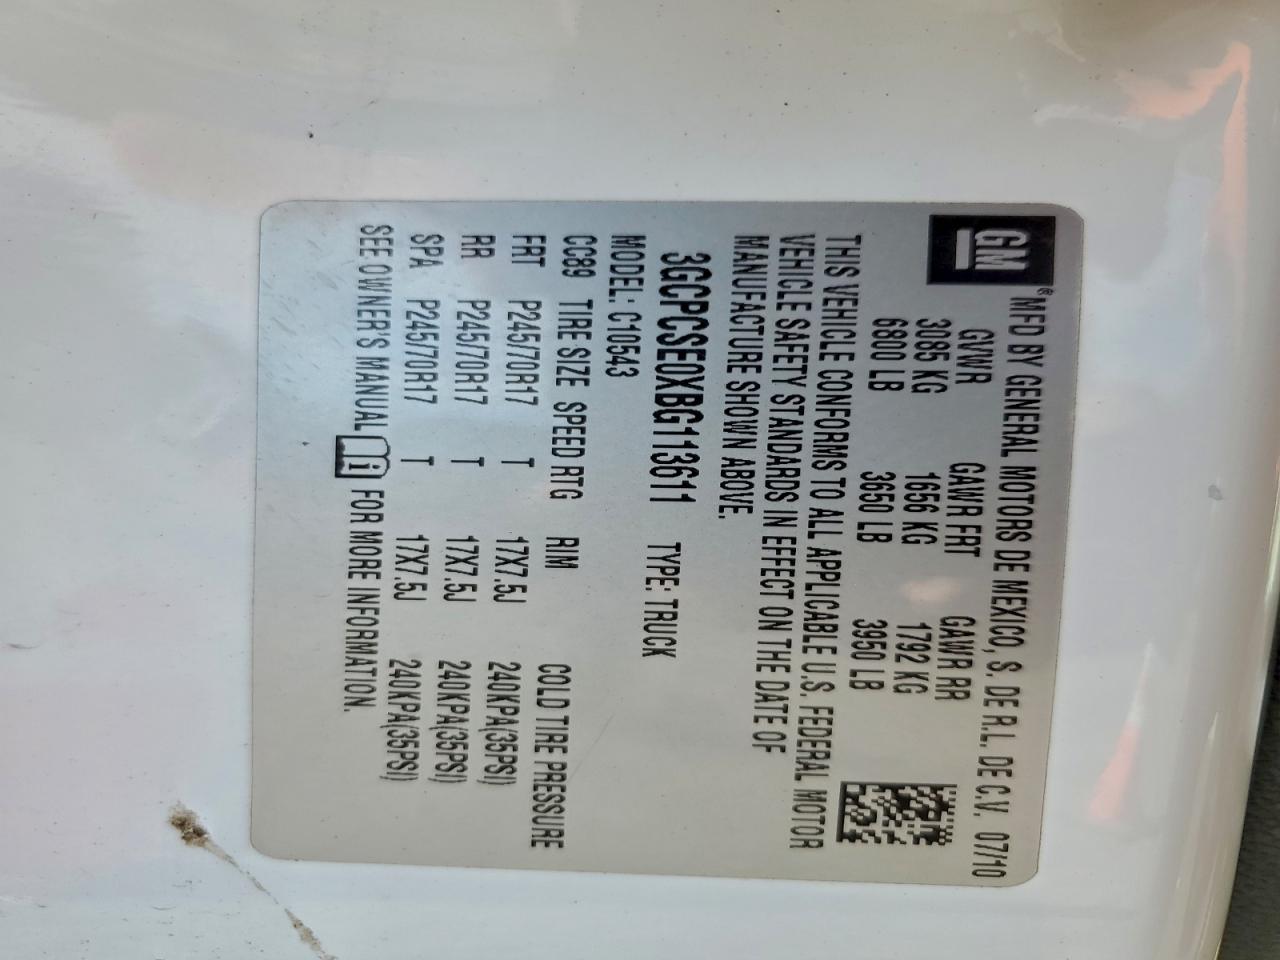 GM
®MFD BY GENERAL MOTORS DE MEXICO, S. DE R.L. DE C.V. 07/10
GVWR GAWR FRT GAWR RR
3085 KG 1656 KG 1792 KG
6800 LB 3650 LB 3950 LB
THIS VEHICLE CONFORMS TO ALL APPLICABLE U.S. FEDERAL MOTOR
VEHICLE SAFETY STANDARDS IN EFFECT ON THE DATE OF
MANUFACTURE SHOWN ABOVE.
3GCPCSE0XBG113611 TYPE: TRUCK
MODEL: C10543
CC89 TIRE SIZE SPEED RTG RIM COLD TIRE PRESSURE
FRT P245/70R17 T 17X7.5J 240KPA(35PSI)
RR P245/70R17 T 17X7.5J 240KPA(35PSI)
SPA P245/70R17 T 17X7.5J 240KPA(35PSI)
SEE OWNER'S MANUAL i FOR MORE INFORMATION.